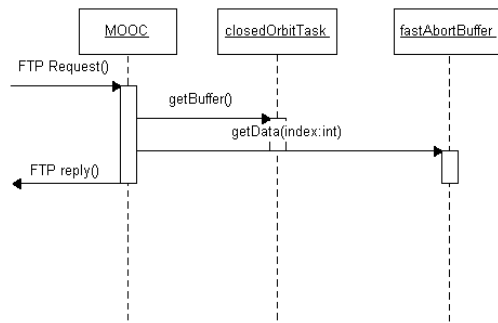 MOOC
closedOrbitTask
fastAbortBuffer
FTP Request()
getBuffer()
getData(index:int)
FTP reply()